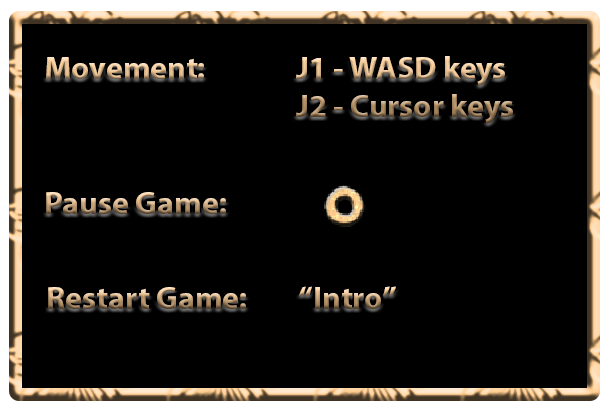 Movement: J1 - WASD keys
J2 - Cursor keys
Pause Game: O
Restart Game: “Intro”